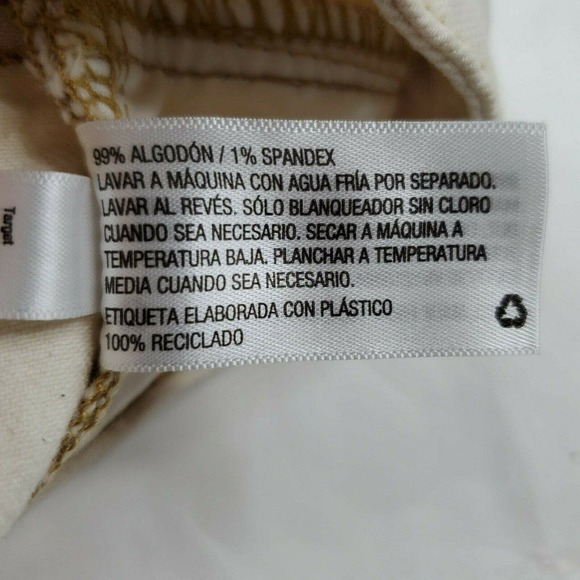 99% ALGODÓN / 1% SPANDEX
LAVAR A MÁQUINA CON AGUA FRÍA POR SEPARADO.
LAVAR AL REVÉS. SÓLO BLANQUEADOR SIN CLORO
CUANDO SEA NECESARIO. SECAR A MÁQUINA A
TEMPERATURA BAJA. PLANCHAR A TEMPERATURA
MEDIA CUANDO SEA NECESARIO.
ETIQUETA ELABORADA CON PLÁSTICO
100% RECICLADO
Target